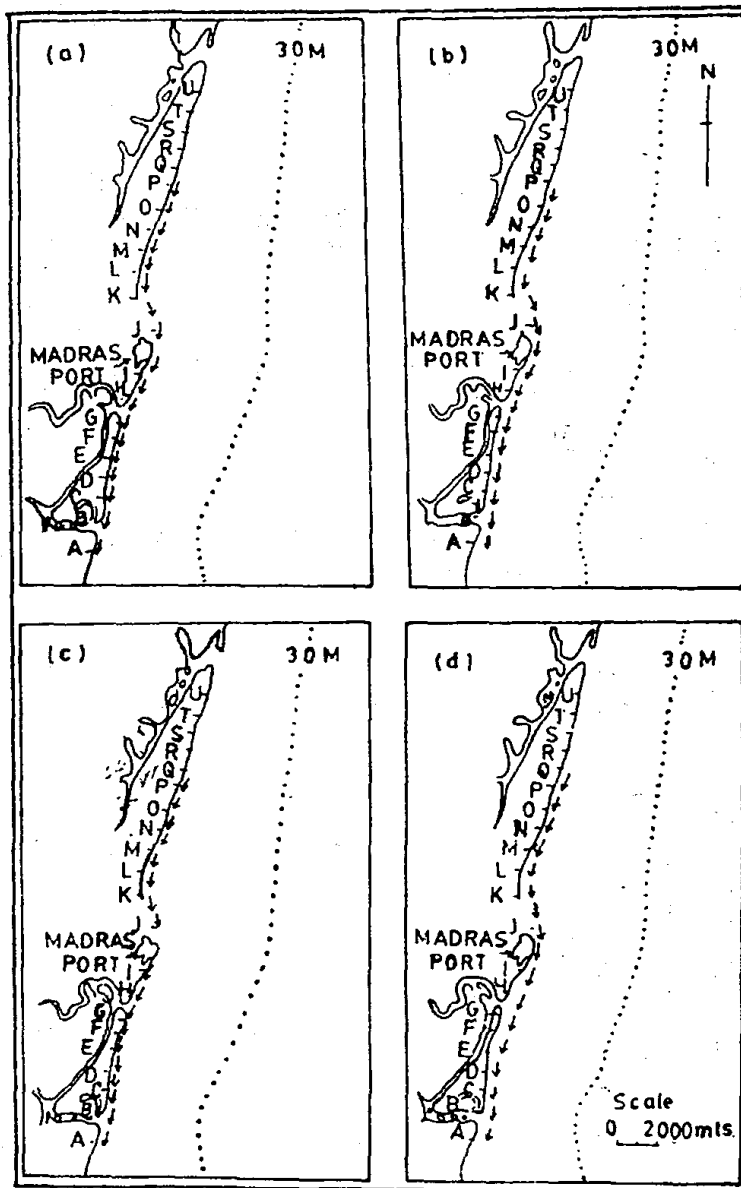 (a)
30M
U
T
S
R
Q
P
O
N
M
L
K
J
MADRAS
PORT
I
H
G
F
E
D
C
B
A
(b)
30M
N
U
T
S
R
Q
P
O
N
M
L
K
J
MADRAS
PORT
I
H
G
F
E
D
C
B
A
(c)
30M
U
T
S
R
Q
P
O
N
M
L
K
J
MADRAS
PORT
I
H
G
F
E
D
C
B
A
(d)
30M
U
T
S
R
Q
P
O
N
M
L
K
J
MADRAS
PORT
I
H
G
F
E
D
C
B
A
Scale
0 2000mts.